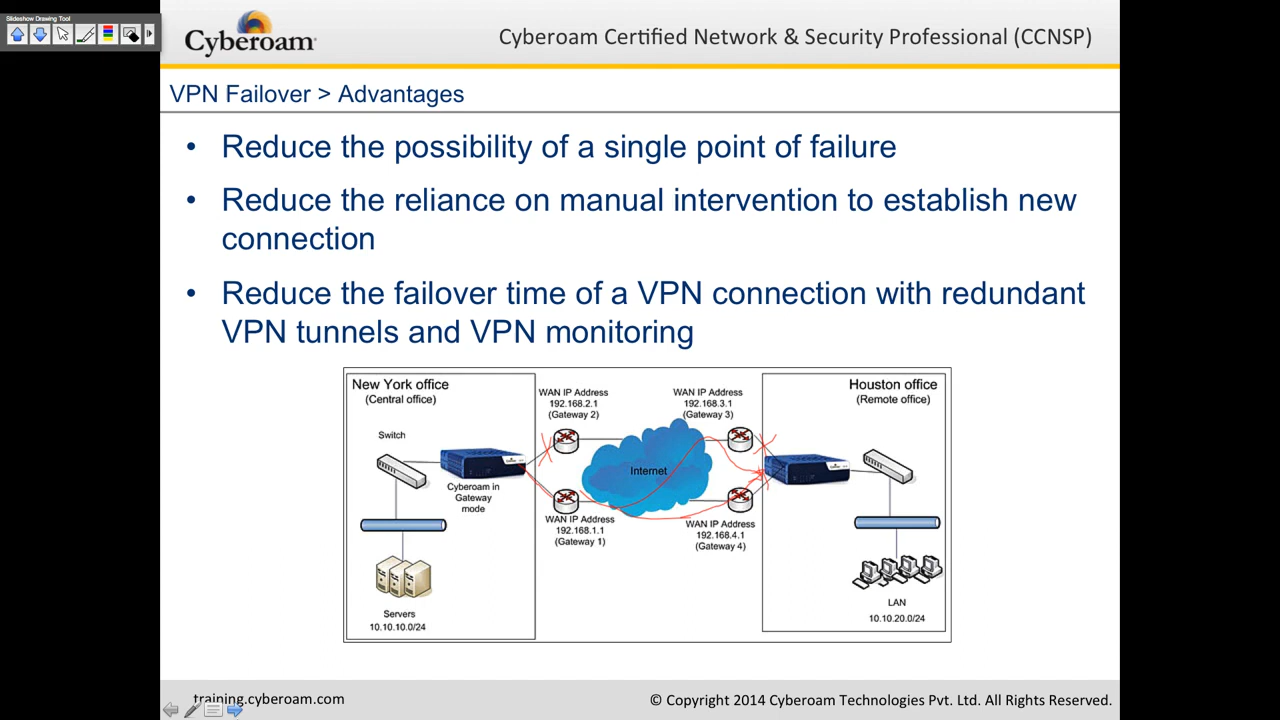 Slideshow Drawing Tool
Cyberoam
Cyberoam Certified Network & Security Professional (CCNSP)
VPN Failover > Advantages
• Reduce the possibility of a single point of failure
• Reduce the reliance on manual intervention to establish new
connection
• Reduce the failover time of a VPN connection with redundant
VPN tunnels and VPN monitoring
New York office
(Central office)
Switch
Cyberoam in
Gateway
mode
Servers
10.10.10.0/24
WAN IP Address
192.168.2.1
(Gateway 2)
WAN IP Address
192.168.1.1
(Gateway 1)
Internet
WAN IP Address
192.168.3.1
(Gateway 3)
WAN IP Address
192.168.4.1
(Gateway 4)
Houston office
(Remote office)
LAN
10.10.20.0/24
training.cyberoam.com
© Copyright 2014 Cyberoam Technologies Pvt. Ltd. All Rights Reserved.